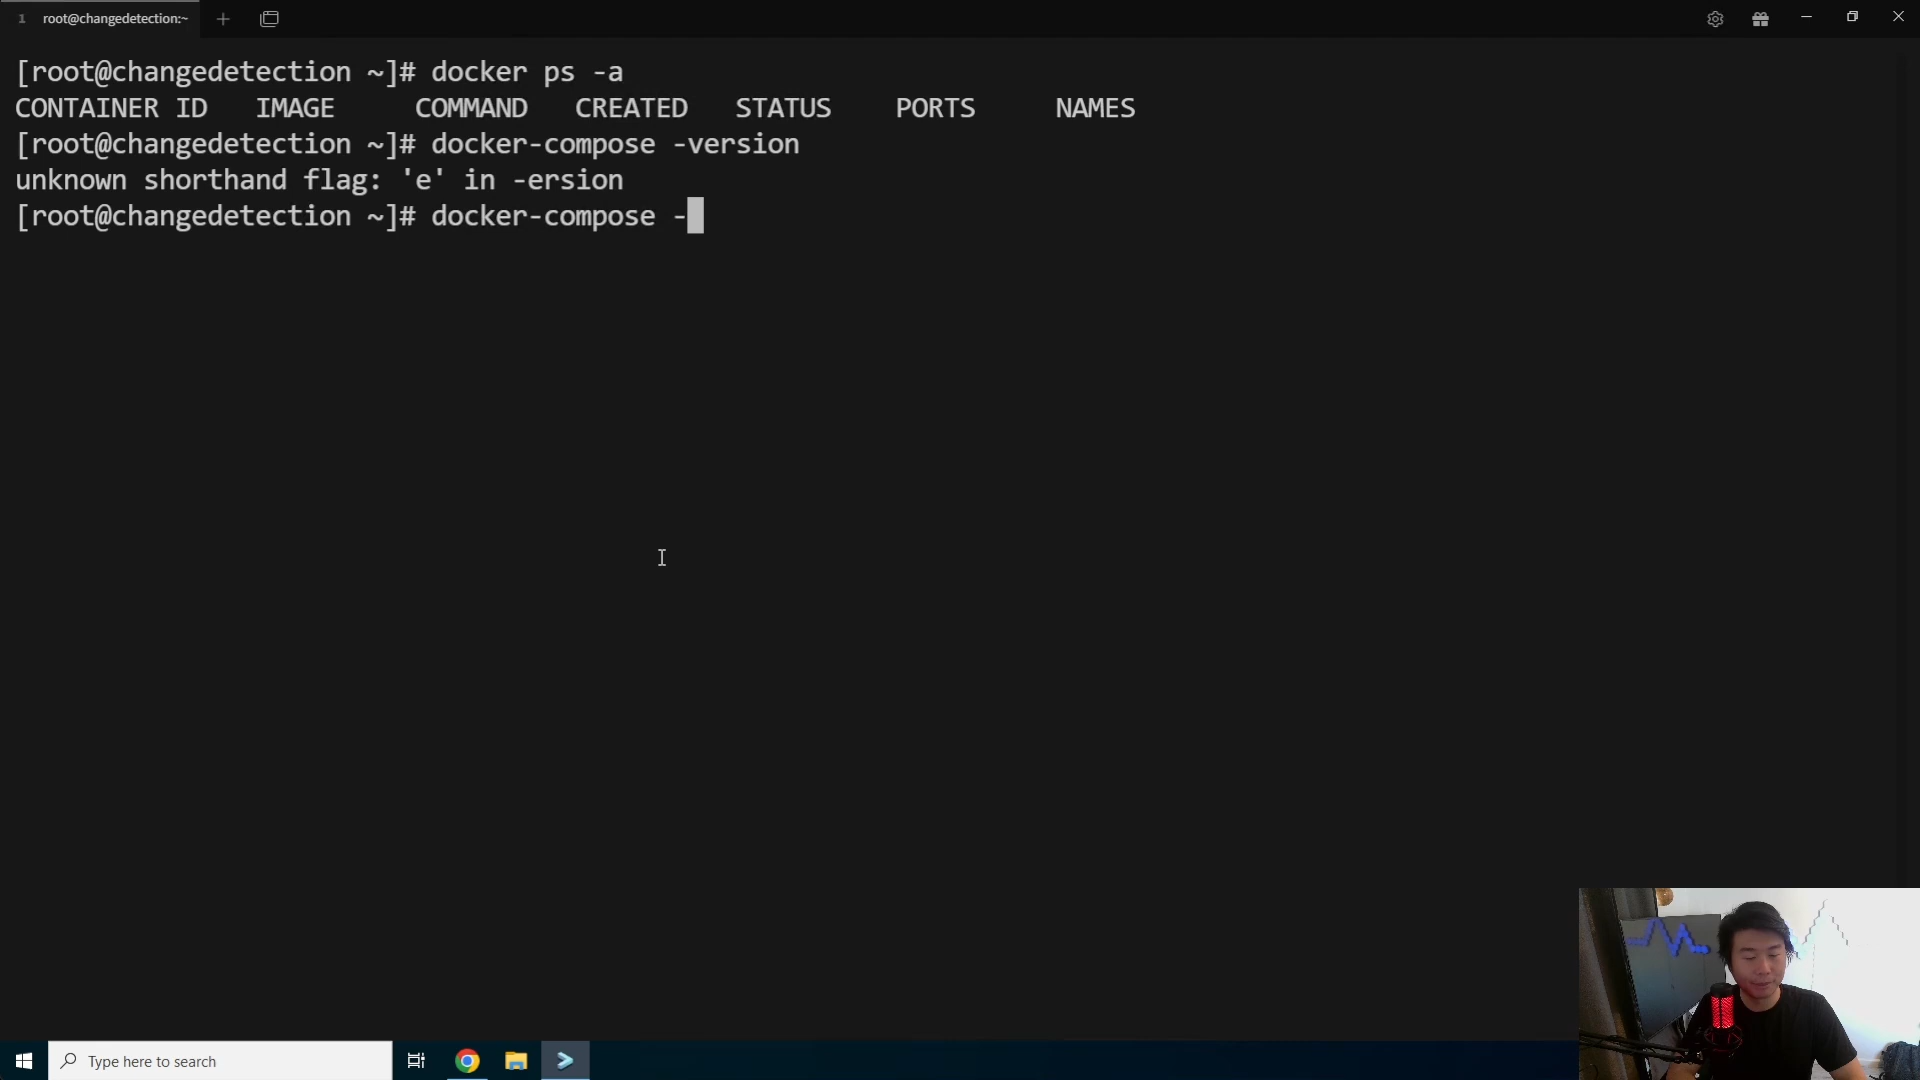 1 root@changedetection:~
[root@changedetection ~]# docker ps -a
CONTAINER ID IMAGE COMMAND CREATED STATUS PORTS NAMES
[root@changedetection ~]# docker-compose -version
unknown shorthand flag: 'e' in -ersion
[root@changedetection ~]# docker-compose -
Type here to search